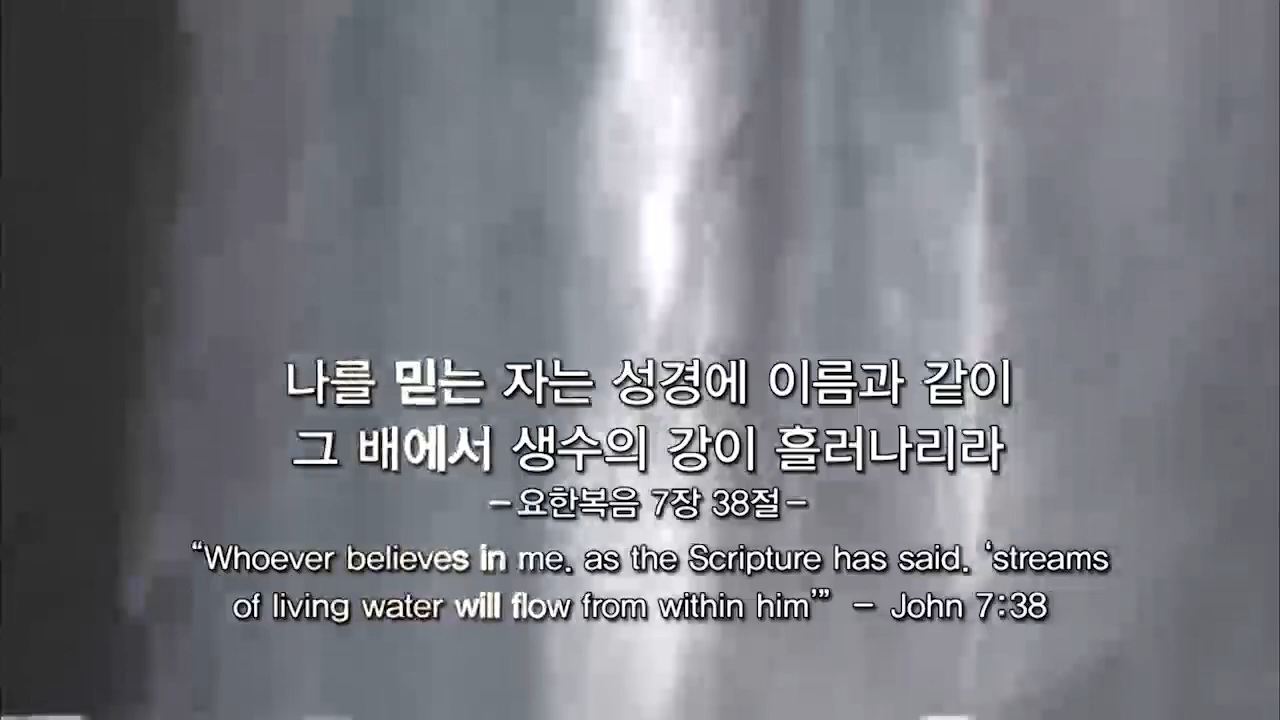 나를 믿는 자는 성경에 이름과 같이
그 배에서 생수의 강이 흘러나리라
-요한복음 7장 38절-
“Whoever believes in me, as the Scripture has said, ‘streams
of living water will flow from within him’” - John 7:38